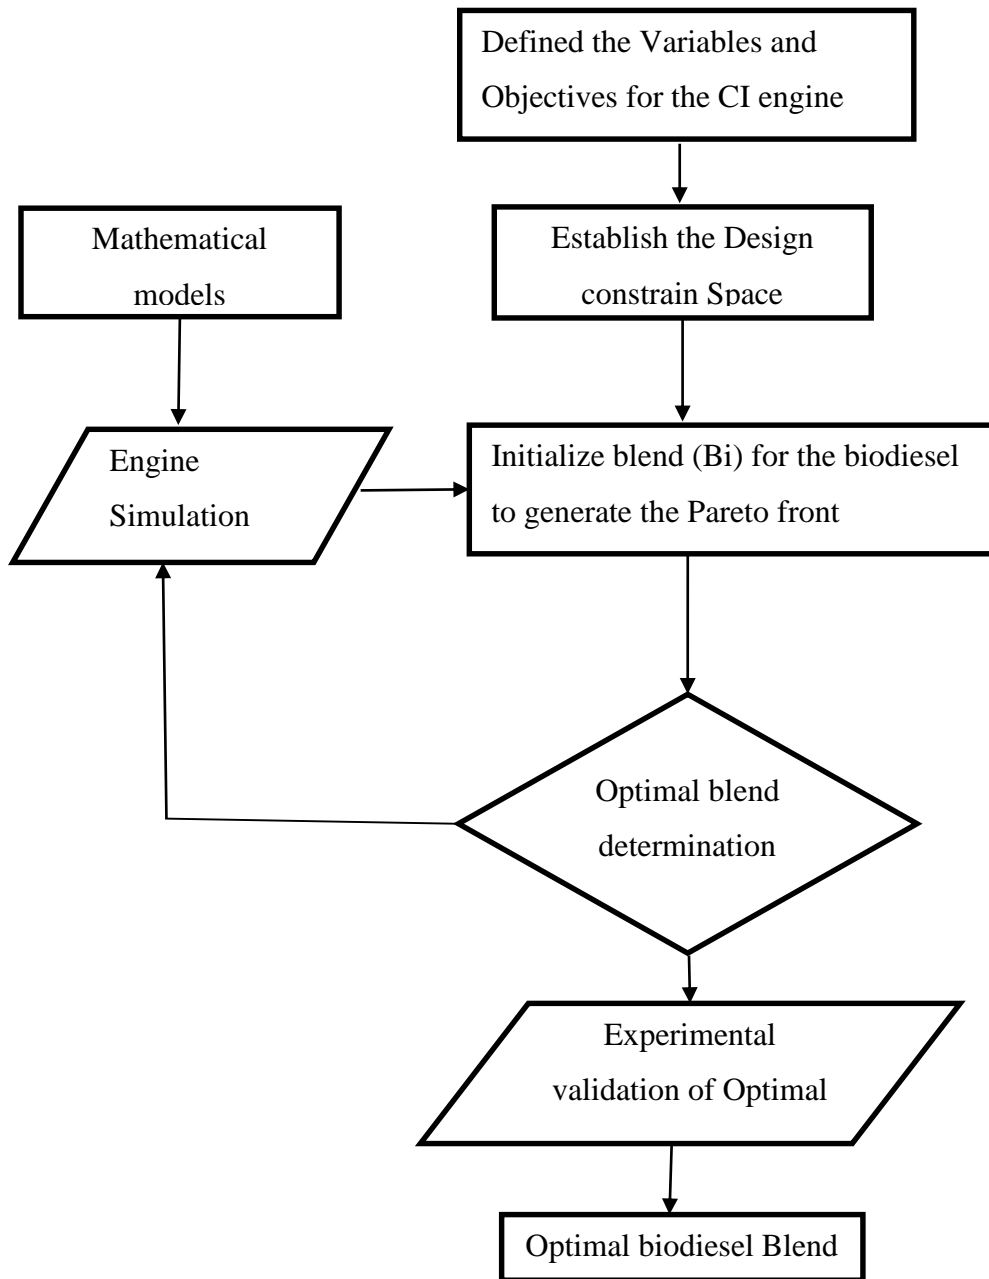 Defined the Variables and
Objectives for the CI engine
Mathematical
models
Establish the Design
constrain Space
Engine
Simulation
Initialize blend (Bi) for the biodiesel
to generate the Pareto front
Optimal blend
determination
Experimental
validation of Optimal
Optimal biodiesel Blend